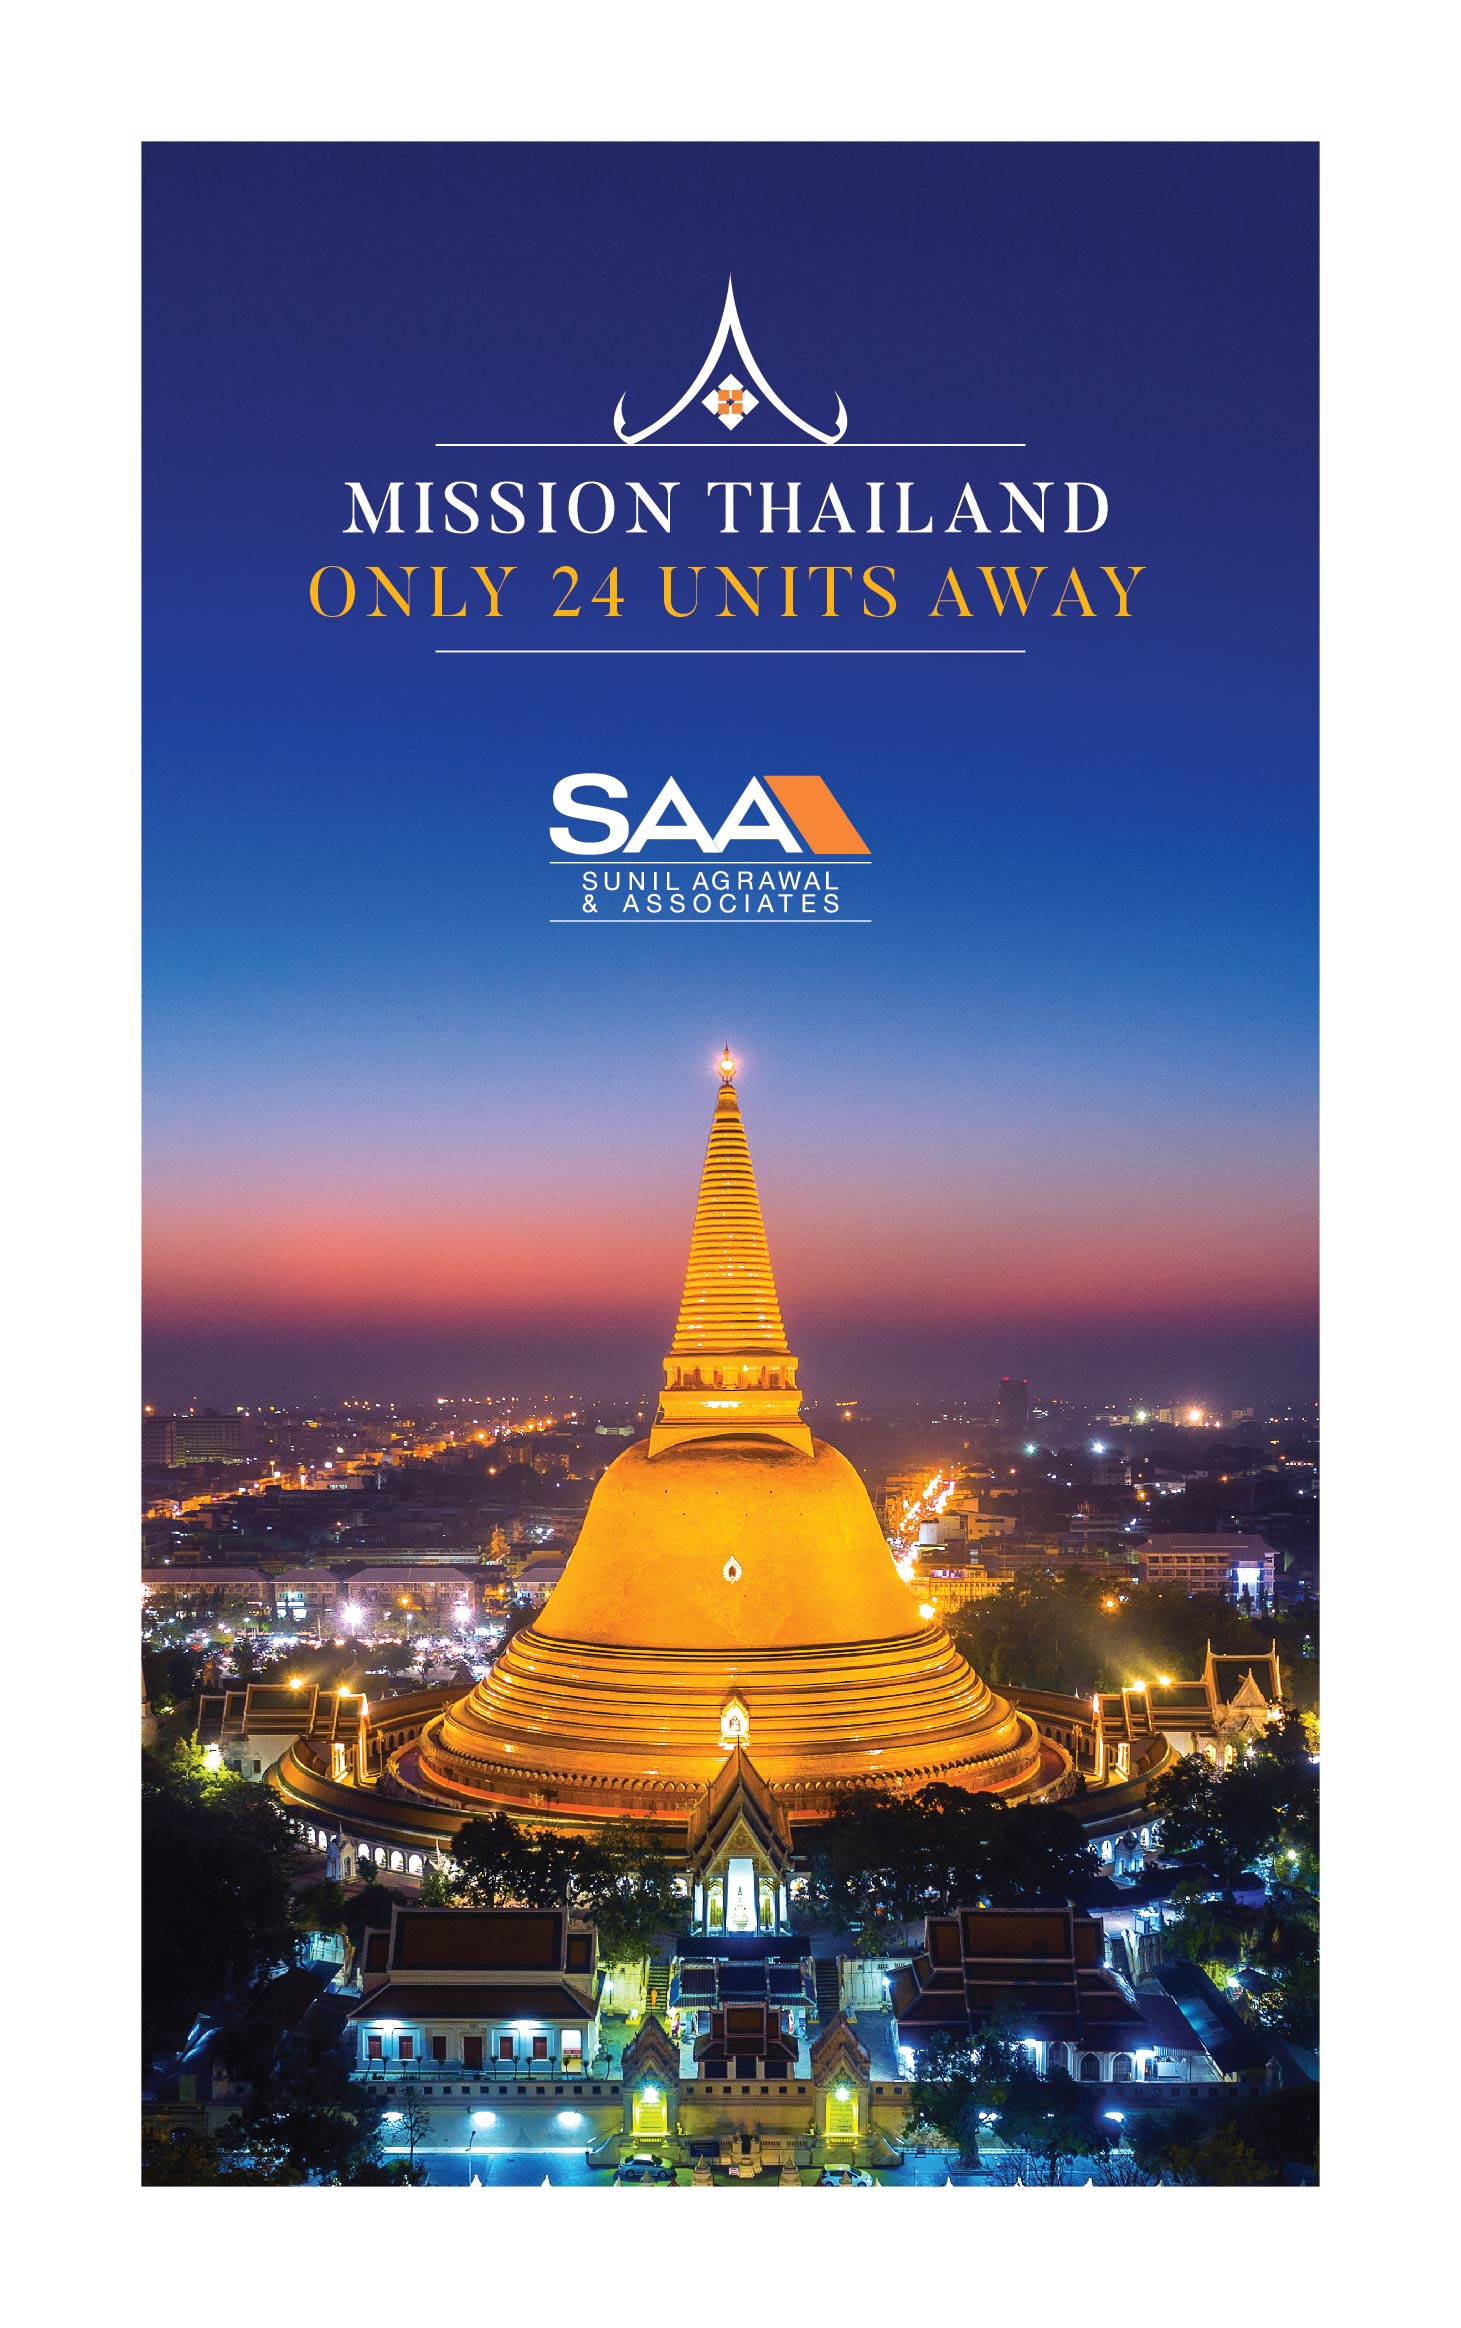 MISSION THAILAND
ONLY 24 UNITS AWAY
SAA
SUNIL AGRAWAL
& ASSOCIATES